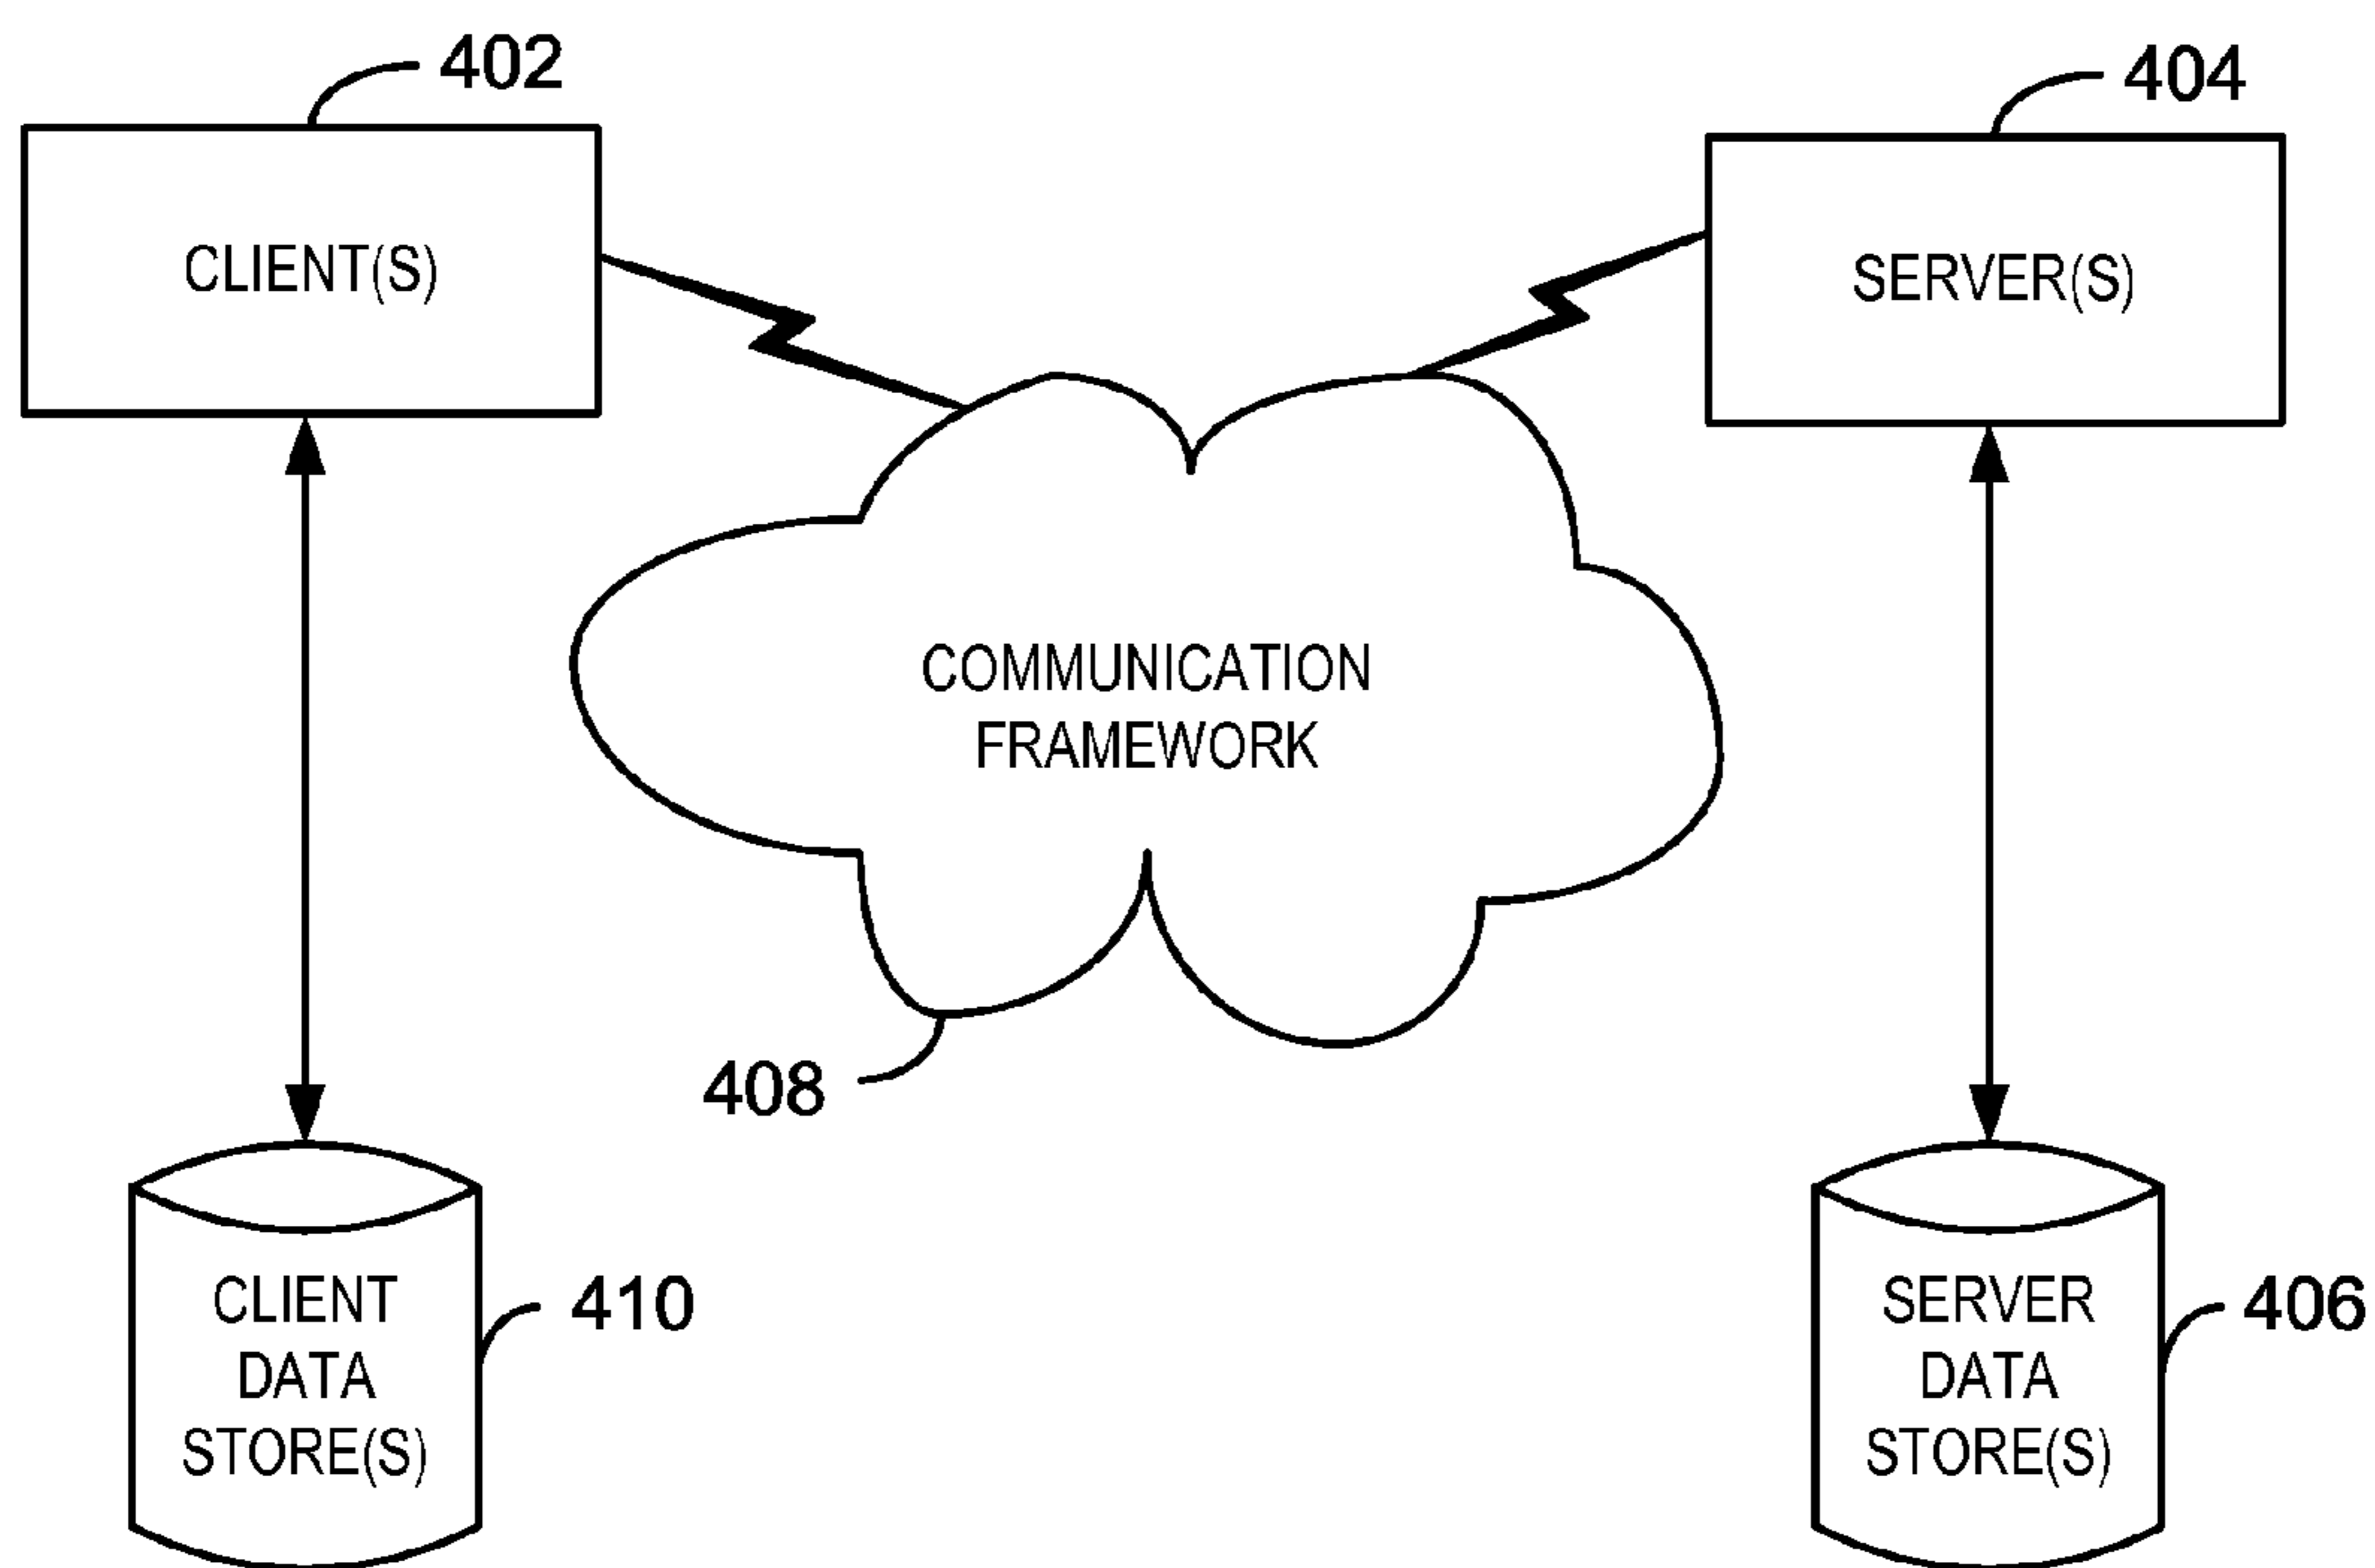 402
404
CLIENT(S)
SERVER(S)
COMMUNICATION
FRAMEWORK
408
CLIENT
DATA
STORE(S)
410
SERVER
DATA
STORE(S)
406